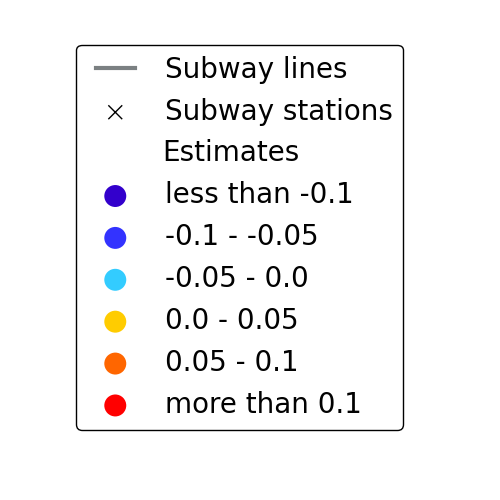 Subway lines
Subway stations
Estimates
less than -0.1
-0.1 - -0.05
-0.05 - 0.0
0.0 - 0.05
0.05 - 0.1
more than 0.1